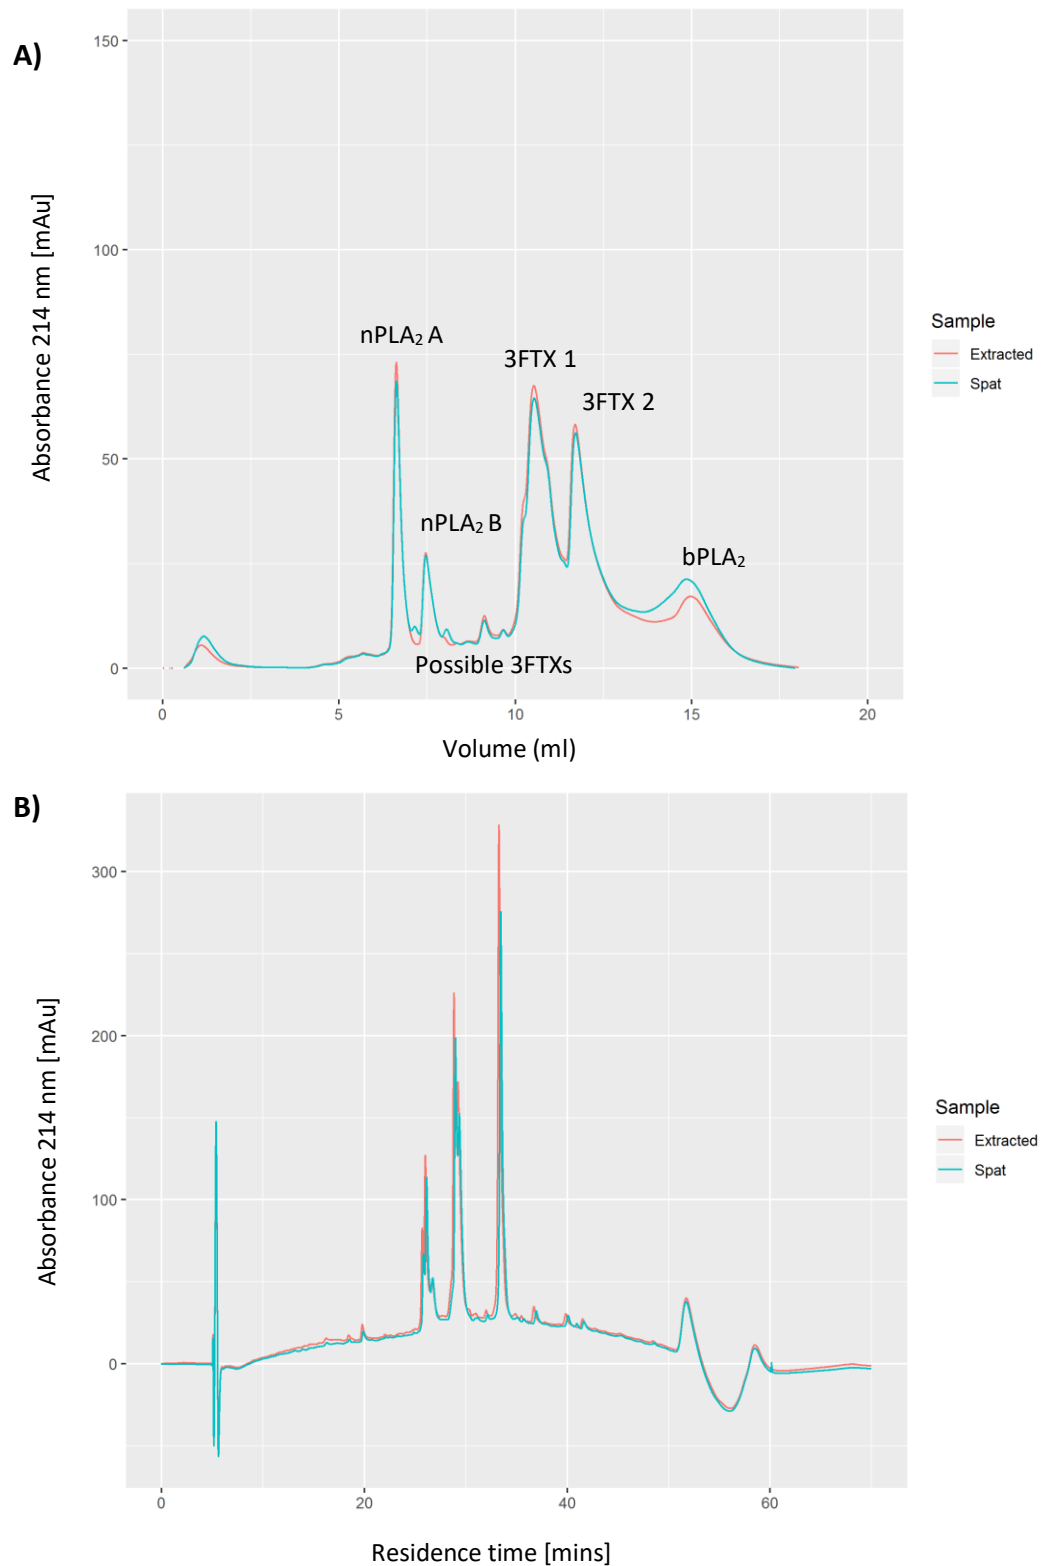 A)
Absorbance 214 nm [mAu]
150
100
50
0
nPLA₂ A
nPLA₂ B
3FTX 1
3FTX 2
bPLA₂
Possible 3FTXs
0 5 10 15 20
Volume (ml)
Sample
Extracted
Spat
B)
Absorbance 214 nm [mAu]
300
200
100
0
0 20 40 60
Residence time [mins]
Sample
Extracted
Spat